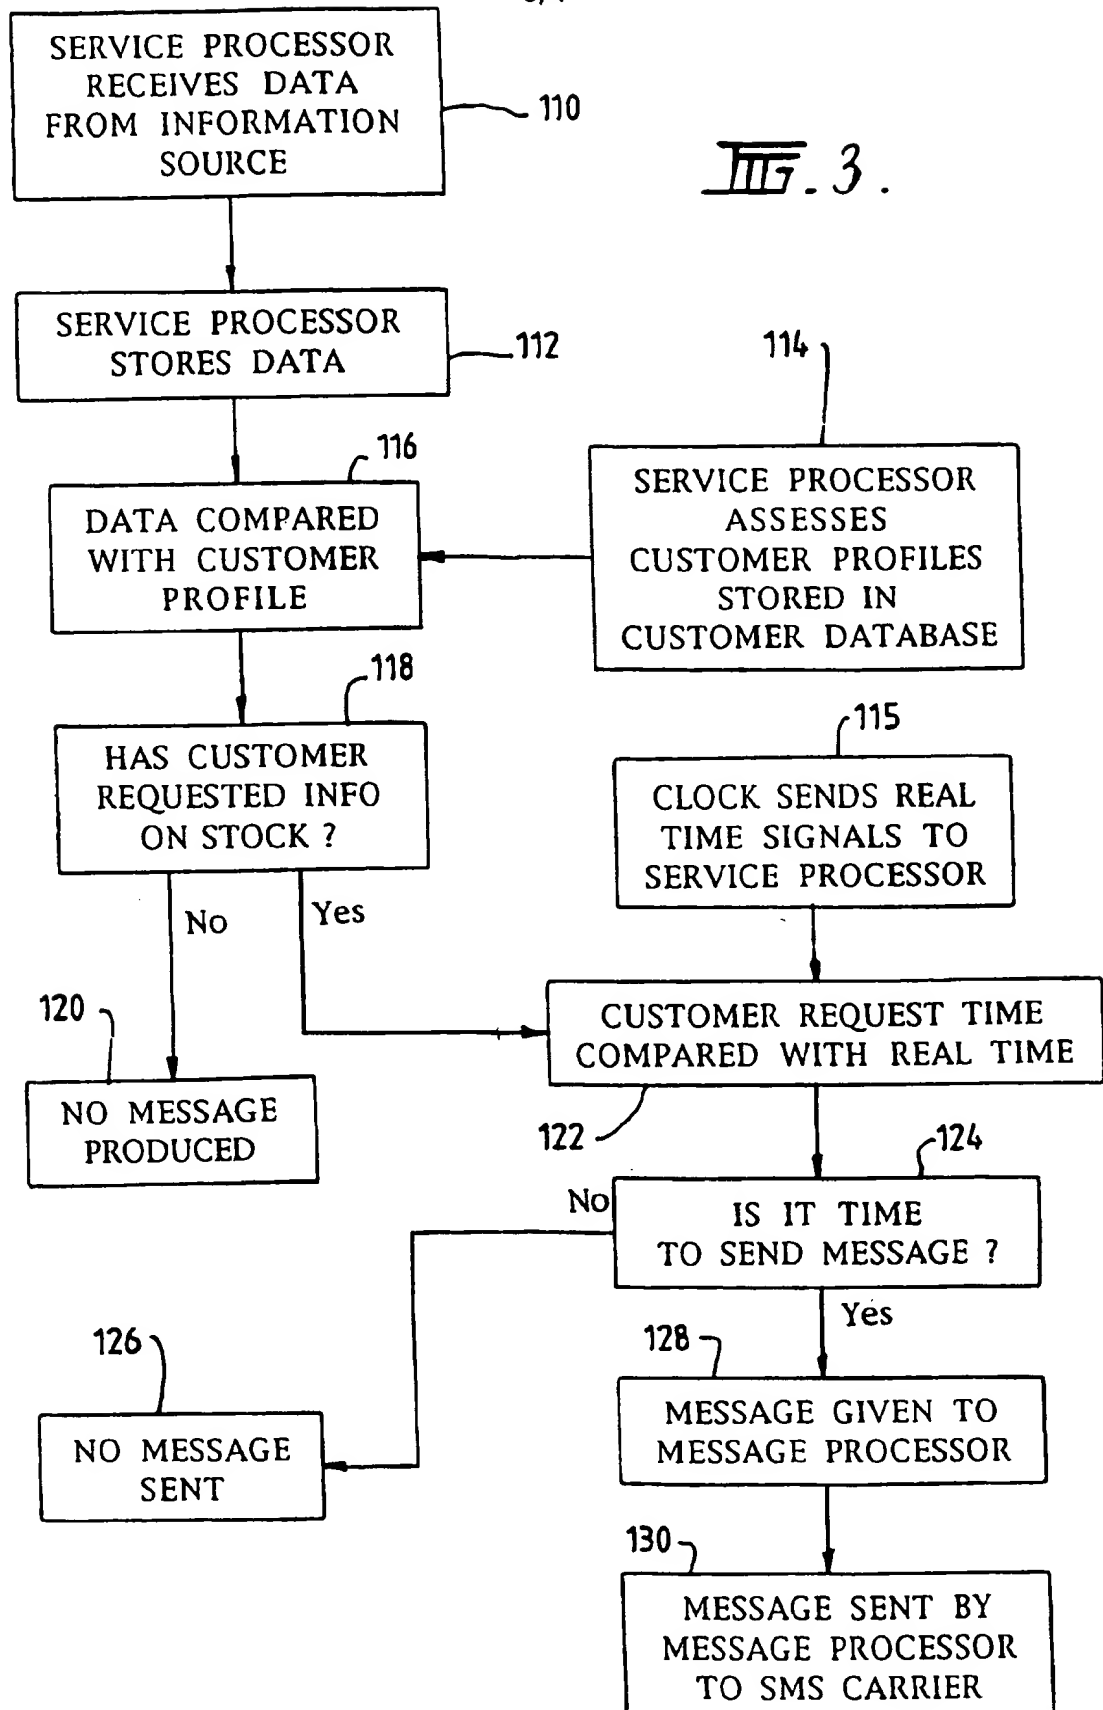 SERVICE PROCESSOR
RECEIVES DATA
FROM INFORMATION
SOURCE
110
FIG. 3.
SERVICE PROCESSOR
STORES DATA
112
114
116
DATA COMPARED
WITH CUSTOMER
PROFILE
SERVICE PROCESSOR
ASSESSES
CUSTOMER PROFILES
STORED IN
CUSTOMER DATABASE
118
HAS CUSTOMER
REQUESTED INFO
ON STOCK ?
115
CLOCK SENDS REAL
TIME SIGNALS TO
SERVICE PROCESSOR
No
Yes
120
NO MESSAGE
PRODUCED
CUSTOMER REQUEST TIME
COMPARED WITH REAL TIME
122
124
No
IS IT TIME
TO SEND MESSAGE ?
Yes
126
NO MESSAGE
SENT
128
MESSAGE GIVEN TO
MESSAGE PROCESSOR
130
MESSAGE SENT BY
MESSAGE PROCESSOR
TO SMS CARRIER